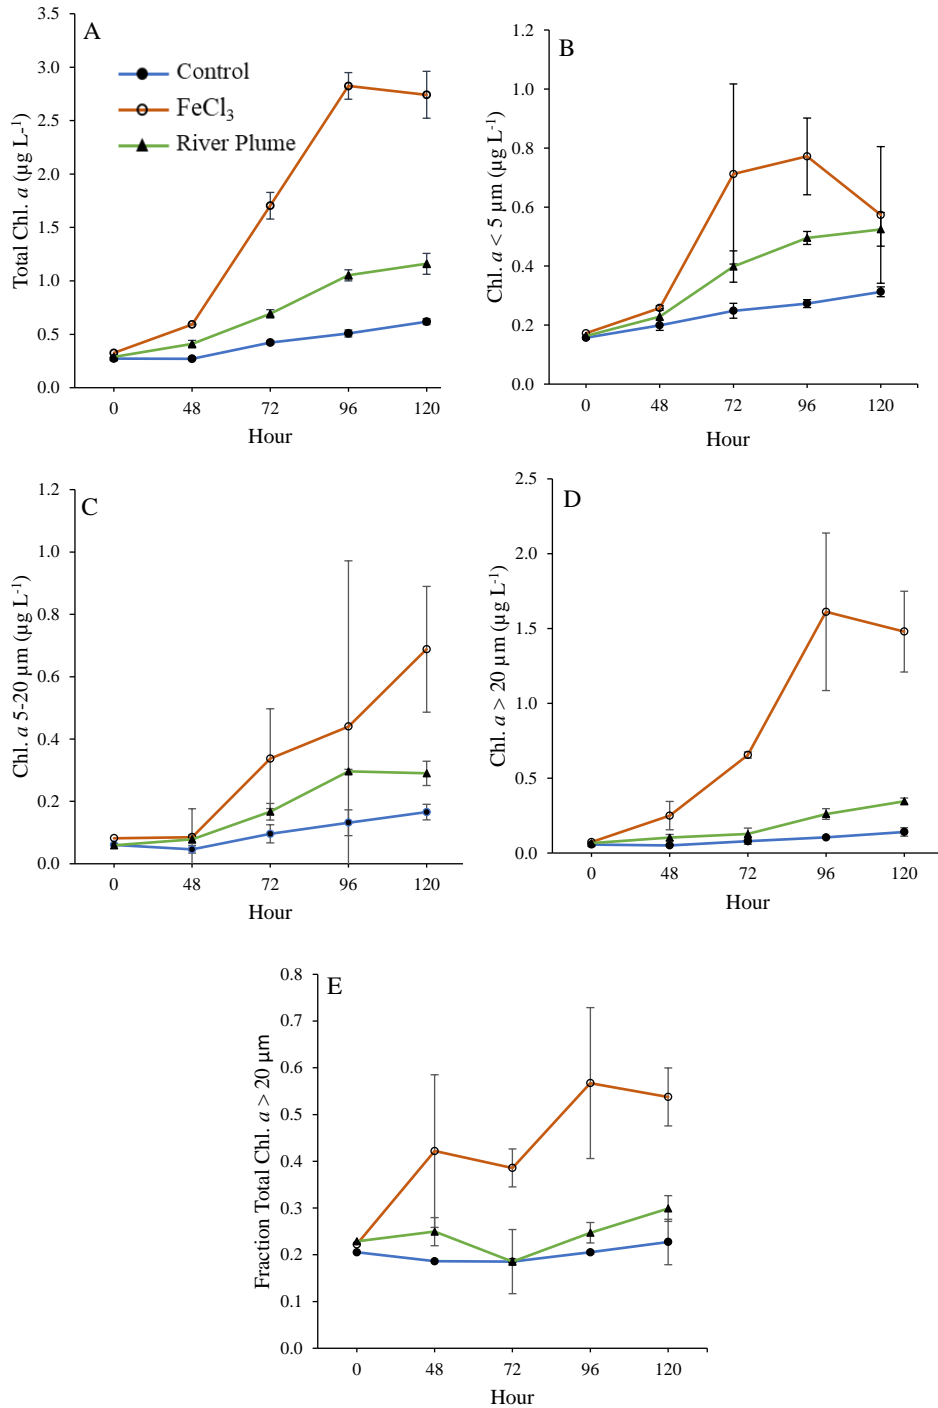 A
Control
FeCl3
River Plume
Total Chl. a (µg L-1)
3.5
3.0
2.5
2.0
1.5
1.0
0.5
0.0
0 48 72 96 120
Hour
B
Chl. a < 5 µm (µg L-1)
1.2
1.0
0.8
0.6
0.4
0.2
0.0
0 48 72 96 120
Hour
C
Chl. a 5-20 µm (µg L-1)
1.2
1.0
0.8
0.6
0.4
0.2
0.0
0 48 72 96 120
Hour
D
Chl. a > 20 µm (µg L-1)
2.5
2.0
1.5
1.0
0.5
0.0
0 48 72 96 120
Hour
E
Fraction Total Chl. a > 20 µm
0.8
0.7
0.6
0.5
0.4
0.3
0.2
0.1
0.0
0 48 72 96 120
Hour